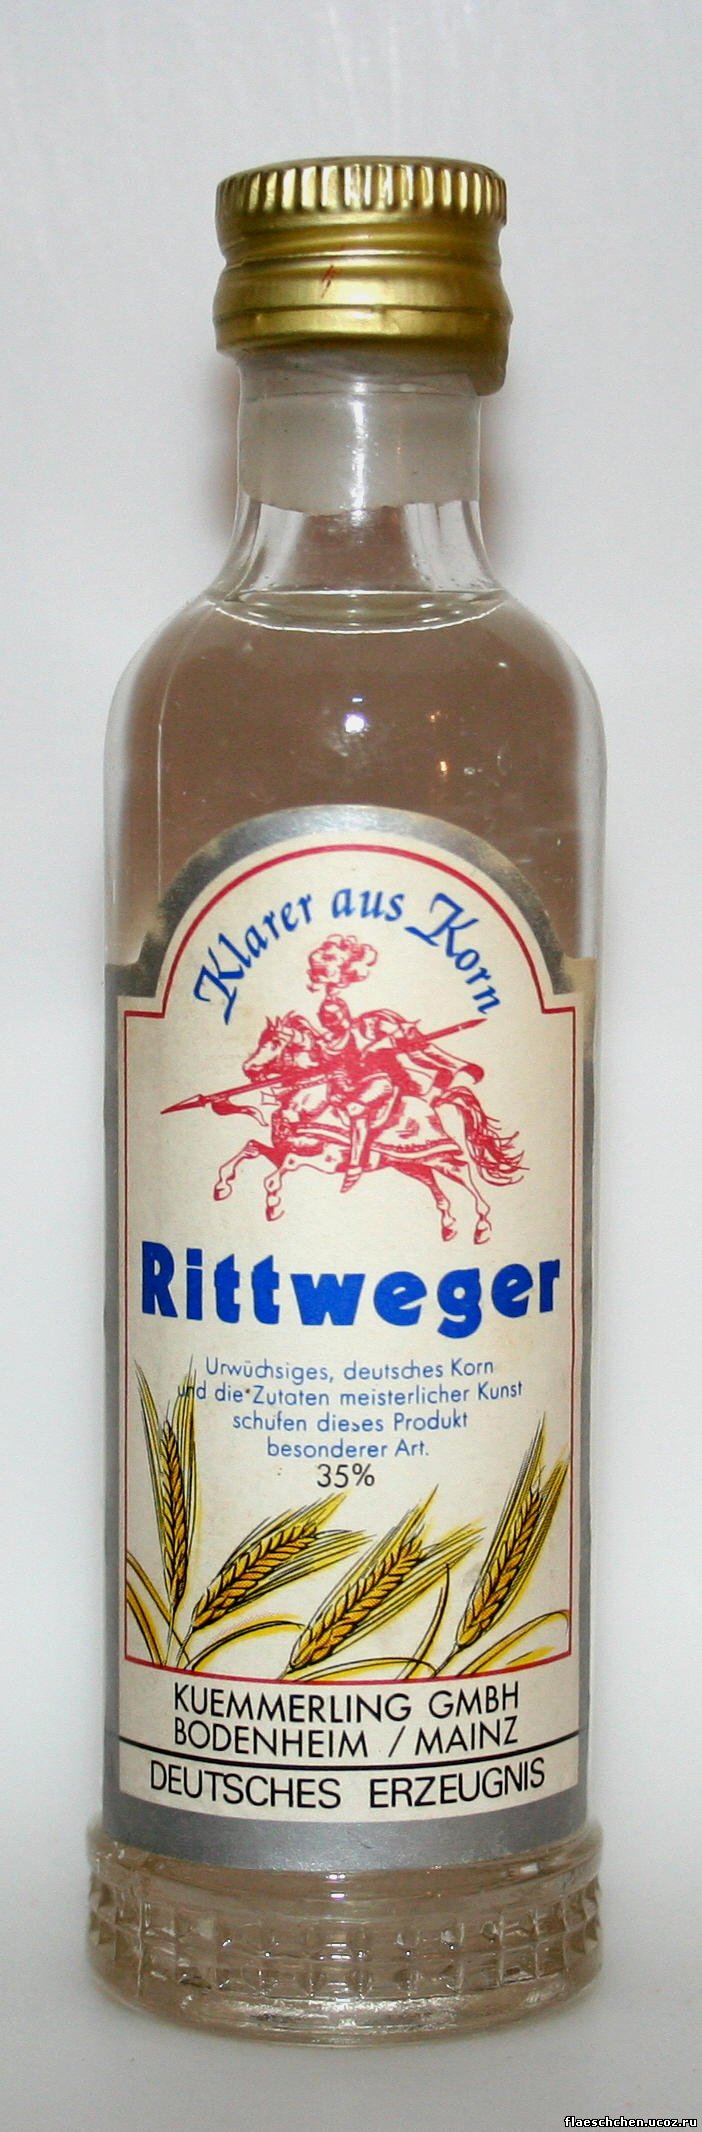 Klarer aus Korn
Rittweger
Urwüchsiges, deutsches Korn
und die Zutaten meisterlicher Kunst
schufen dieses Produkt
besonderer Art.
35%
KUEMMERLING GMBH
BODENHEIM / MAINZ
DEUTSCHES ERZEUGNIS
flaeschchen.ucoz.ru